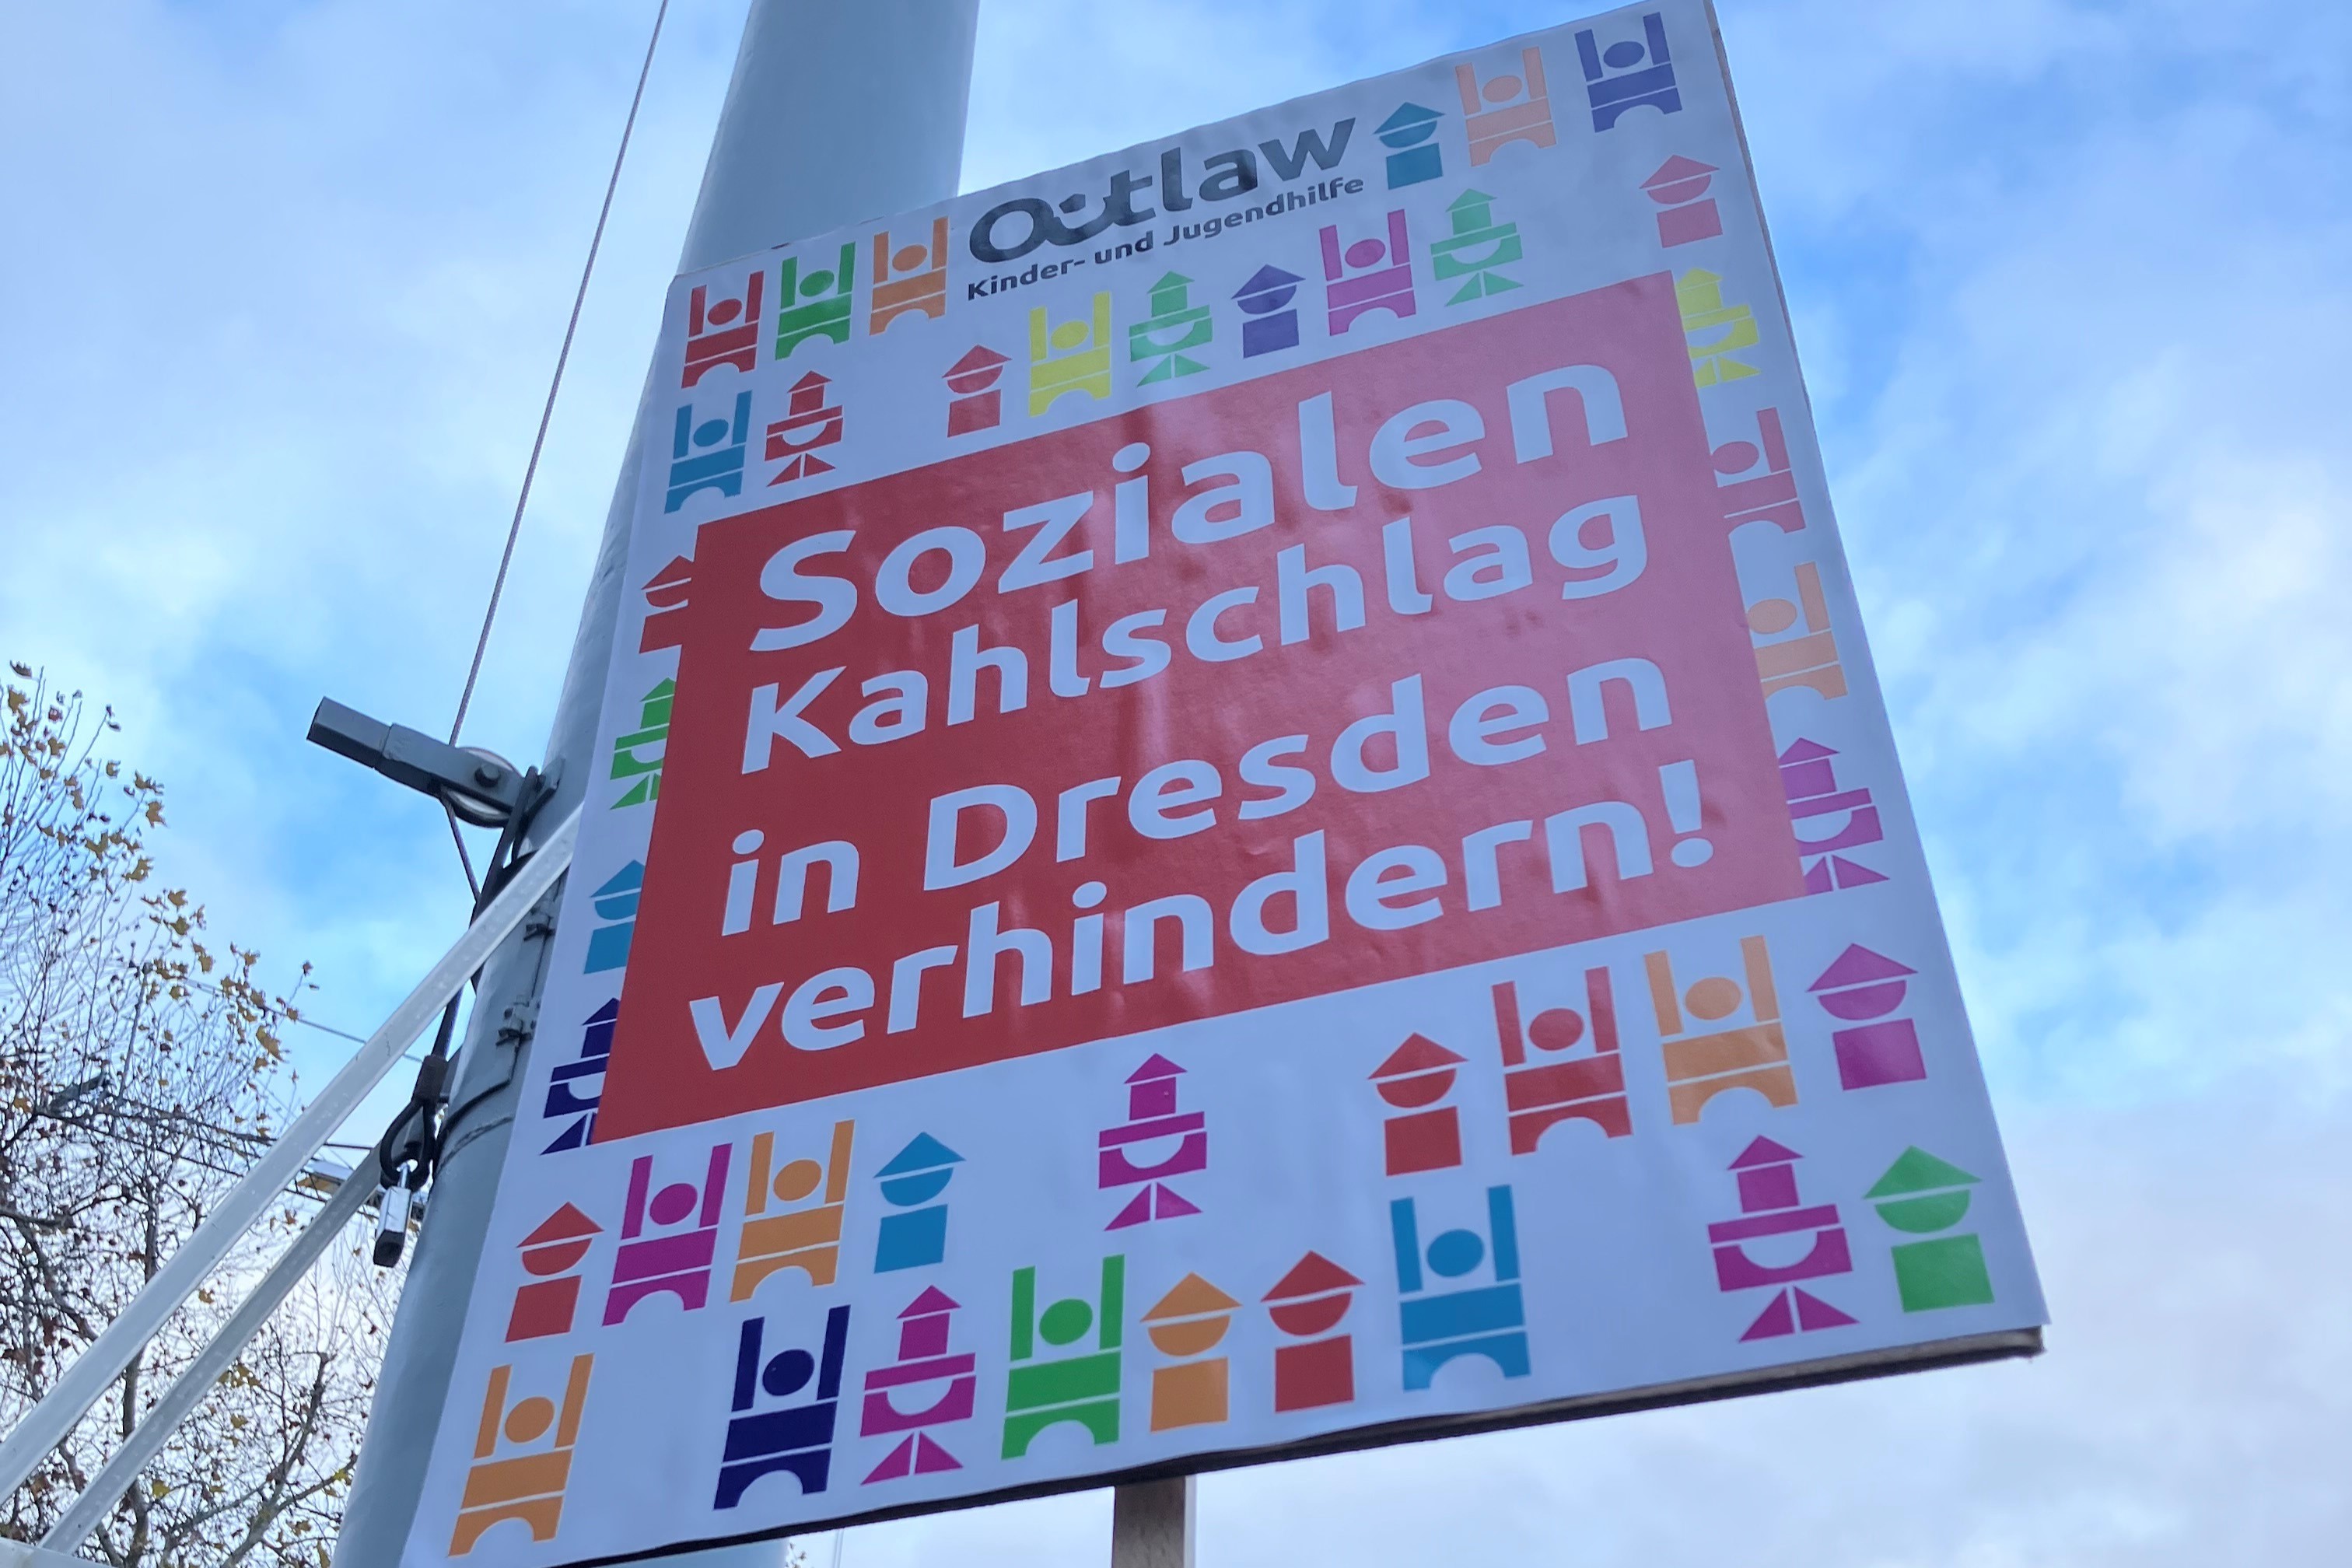 Outlaw
Kinder- und Jugendhilfe
Sozialen
Kahlschlag
in Dresden
verhindern!